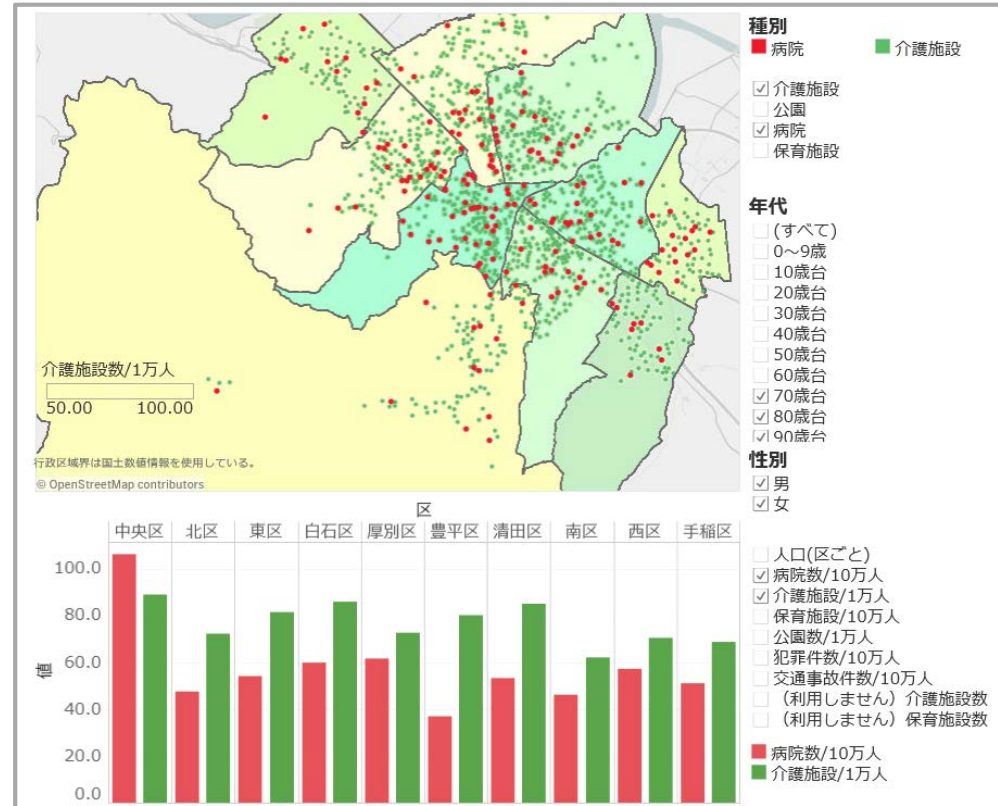 種別
病院 介護施設
介護施設
公園
病院
保育施設
年代
(すべて)
0～9歳
10歳台
20歳台
30歳台
40歳台
50歳台
60歳台
70歳台
80歳台
90歳台
性別
男
女
介護施設数/1万人
50.00 100.00
行政区域界は国土数値情報を使用している。
© OpenStreetMap contributors
区
中央区 北区 東区 白石区 厚別区 豊平区 清田区 南区 西区 手稲区
100.0
80.0
60.0
40.0
20.0
0.0
値
人口(区ごと)
病院数/10万人
介護施設/1万人
保育施設/10万人
公園数/1万人
犯罪件数/10万人
交通事故件数/10万人
（利用しません）介護施設数
（利用しません）保育施設数
病院数/10万人
介護施設/1万人